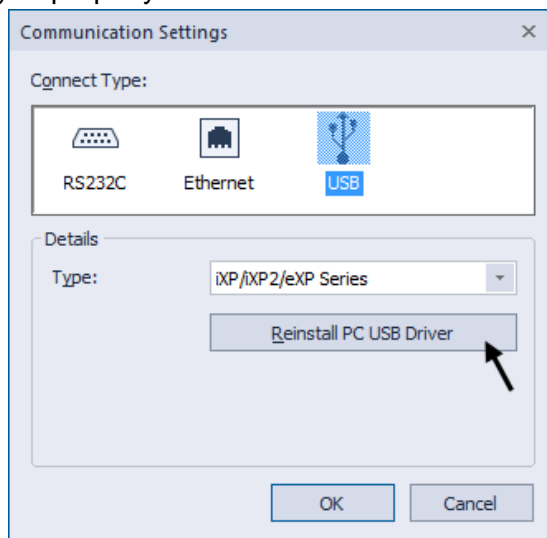 Communication Settings
Connect Type:
RS232C Ethernet USB
Details
Type: iXP/iXP2/eXP Series
Reinstall PC USB Driver
OK Cancel